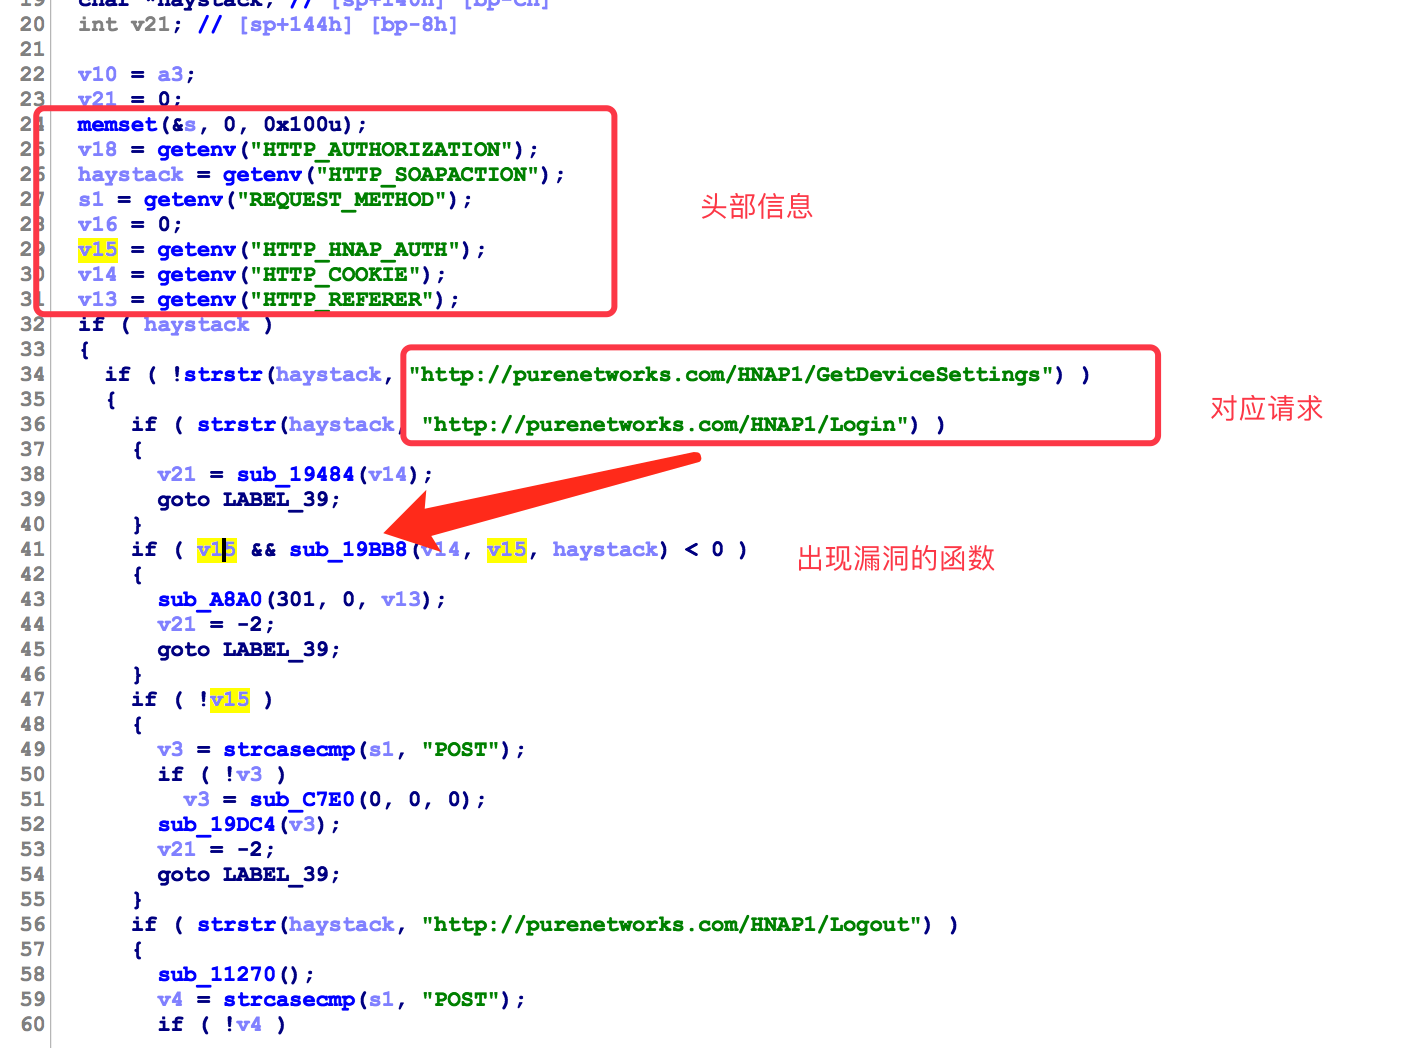 19 char *haystack; // [sp+140h] [bp-Ch]
20 int v21; // [sp+144h] [bp-8h]
21
22 v10 = a3;
23 v21 = 0;
24 memset(&s, 0, 0x100u);
25 v18 = getenv("HTTP_AUTHORIZATION");
26 haystack = getenv("HTTP_SOAPACTION");
27 s1 = getenv("REQUEST_METHOD");
头部信息
28 v16 = 0;
29 v15 = getenv("HTTP_HNAP_AUTH");
30 v14 = getenv("HTTP_COOKIE");
31 v13 = getenv("HTTP_REFERER");
32 if ( haystack )
33 {
34 if ( !strstr(haystack, "http://purenetworks.com/HNAP1/GetDeviceSettings") )
35 {
对应请求
36 if ( strstr(haystack, "http://purenetworks.com/HNAP1/Login") )
37 {
38 v21 = sub_19484(v14);
39 goto LABEL_39;
40 }
41 if ( v15 && sub_19BB8(v14, v15, haystack) < 0 )
出现漏洞的函数
42 {
43 sub_A8A0(301, 0, v13);
44 v21 = -2;
45 goto LABEL_39;
46 }
47 if ( !v15 )
48 {
49 v3 = strcasecmp(s1, "POST");
50 if ( !v3 )
51 v3 = sub_C7E0(0, 0, 0);
52 sub_19DC4(v3);
53 v21 = -2;
54 goto LABEL_39;
55 }
56 if ( strstr(haystack, "http://purenetworks.com/HNAP1/Logout") )
57 {
58 sub_11270();
59 v4 = strcasecmp(s1, "POST");
60 if ( !v4 )